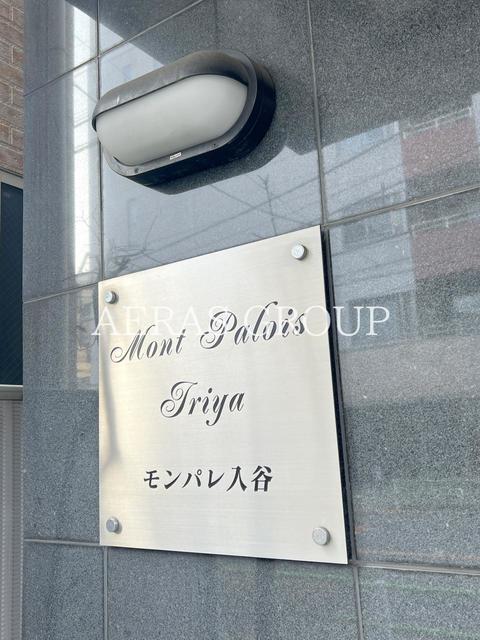 AERAS GROUP
Mont Palois
Iriya
モンパレ入谷